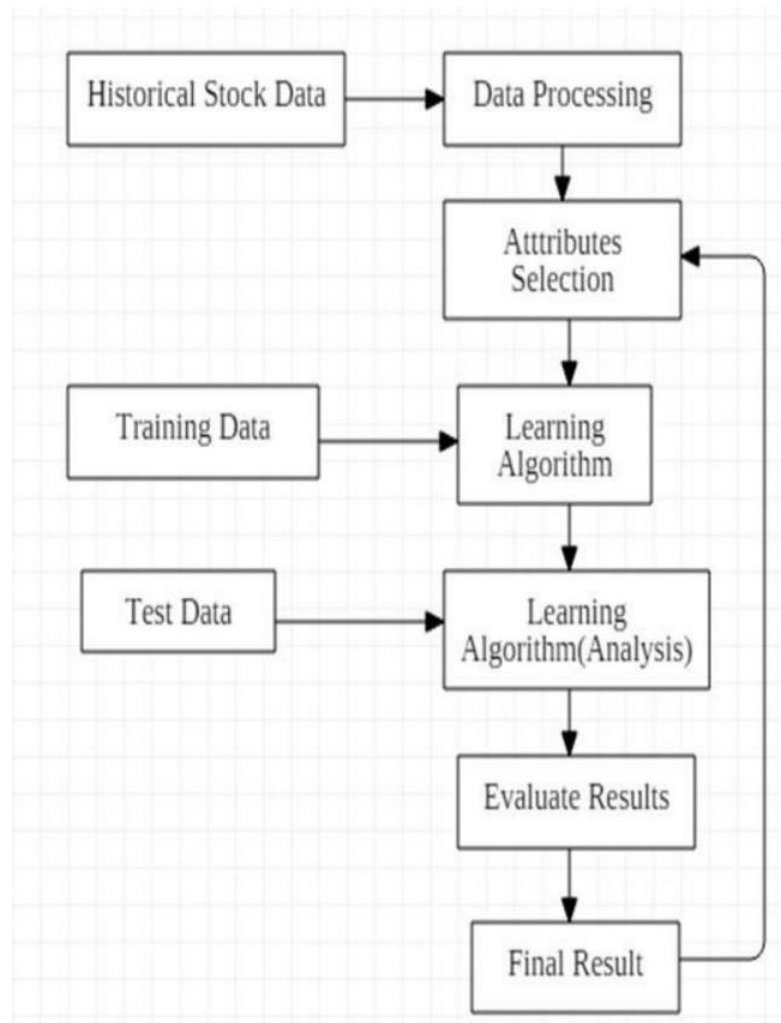 Historical Stock Data
Data Processing
Atttributes
Selection
Training Data
Learning
Algorithm
Test Data
Learning
Algorithm(Analysis)
Evaluate Results
Final Result